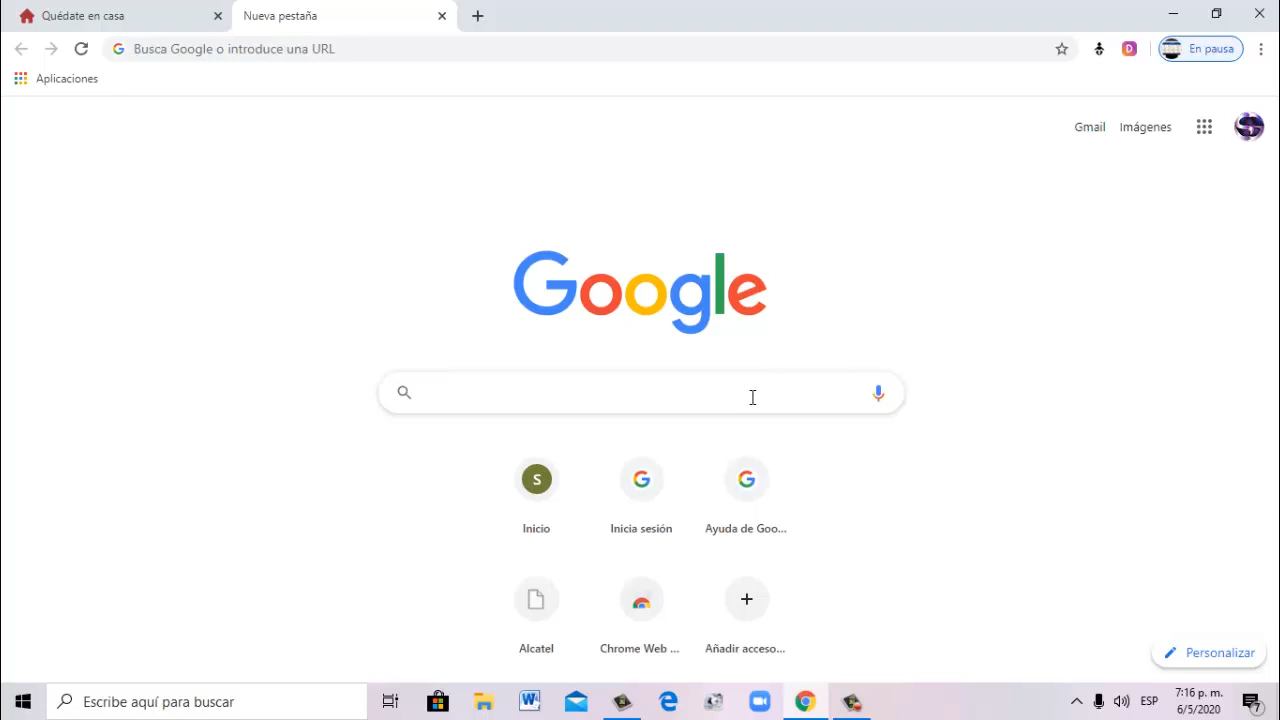 Quédate en casa
Nueva pestaña
Busca Google o introduce una URL
D
En pausa
Aplicaciones
Gmail
Imágenes
Google
S
Inicio
Inicia sesión
Ayuda de Goo...
Alcatel
Chrome Web ...
Añadir acceso...
Personalizar
Escribe aquí para buscar
ESP
7:16 p. m.
6/5/2020
7